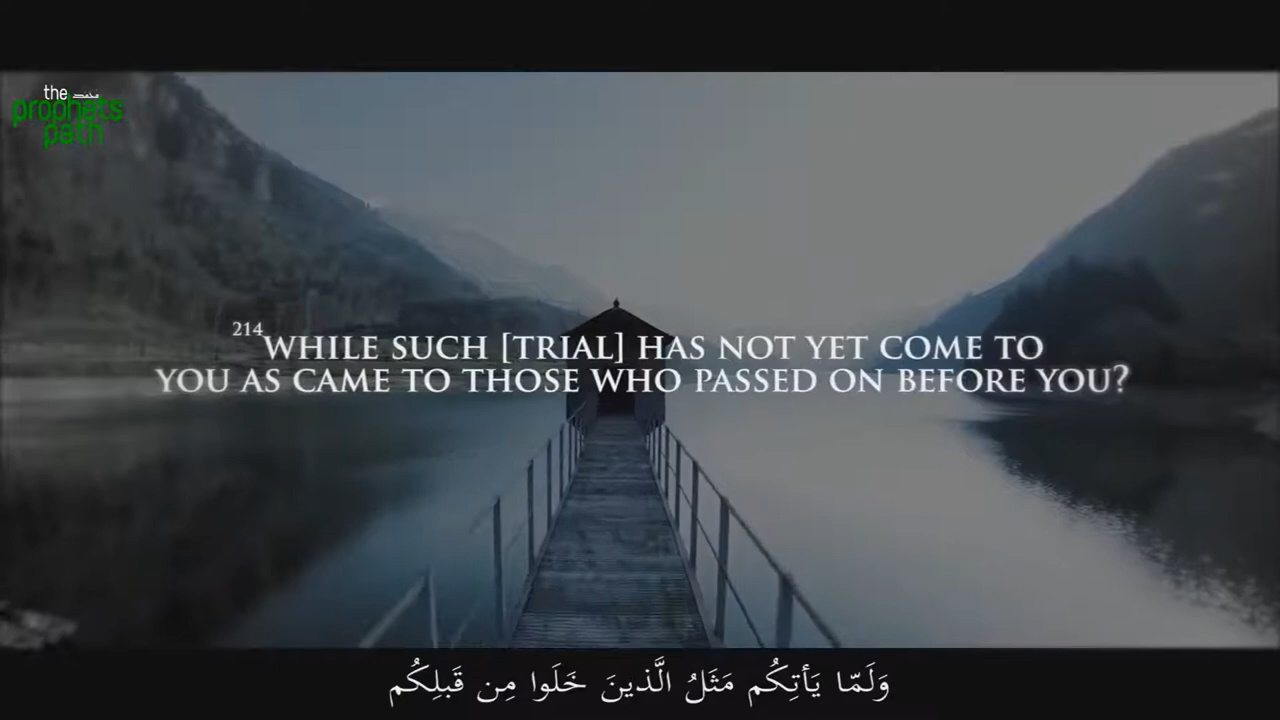 the محمد
prophets
path
214 WHILE SUCH [TRIAL] HAS NOT YET COME TO
YOU AS CAME TO THOSE WHO PASSED ON BEFORE YOU?
وَلَمّا يَأتِكُم مَثَلُ الَّذينَ خَلَوا مِن قَبلِكُم